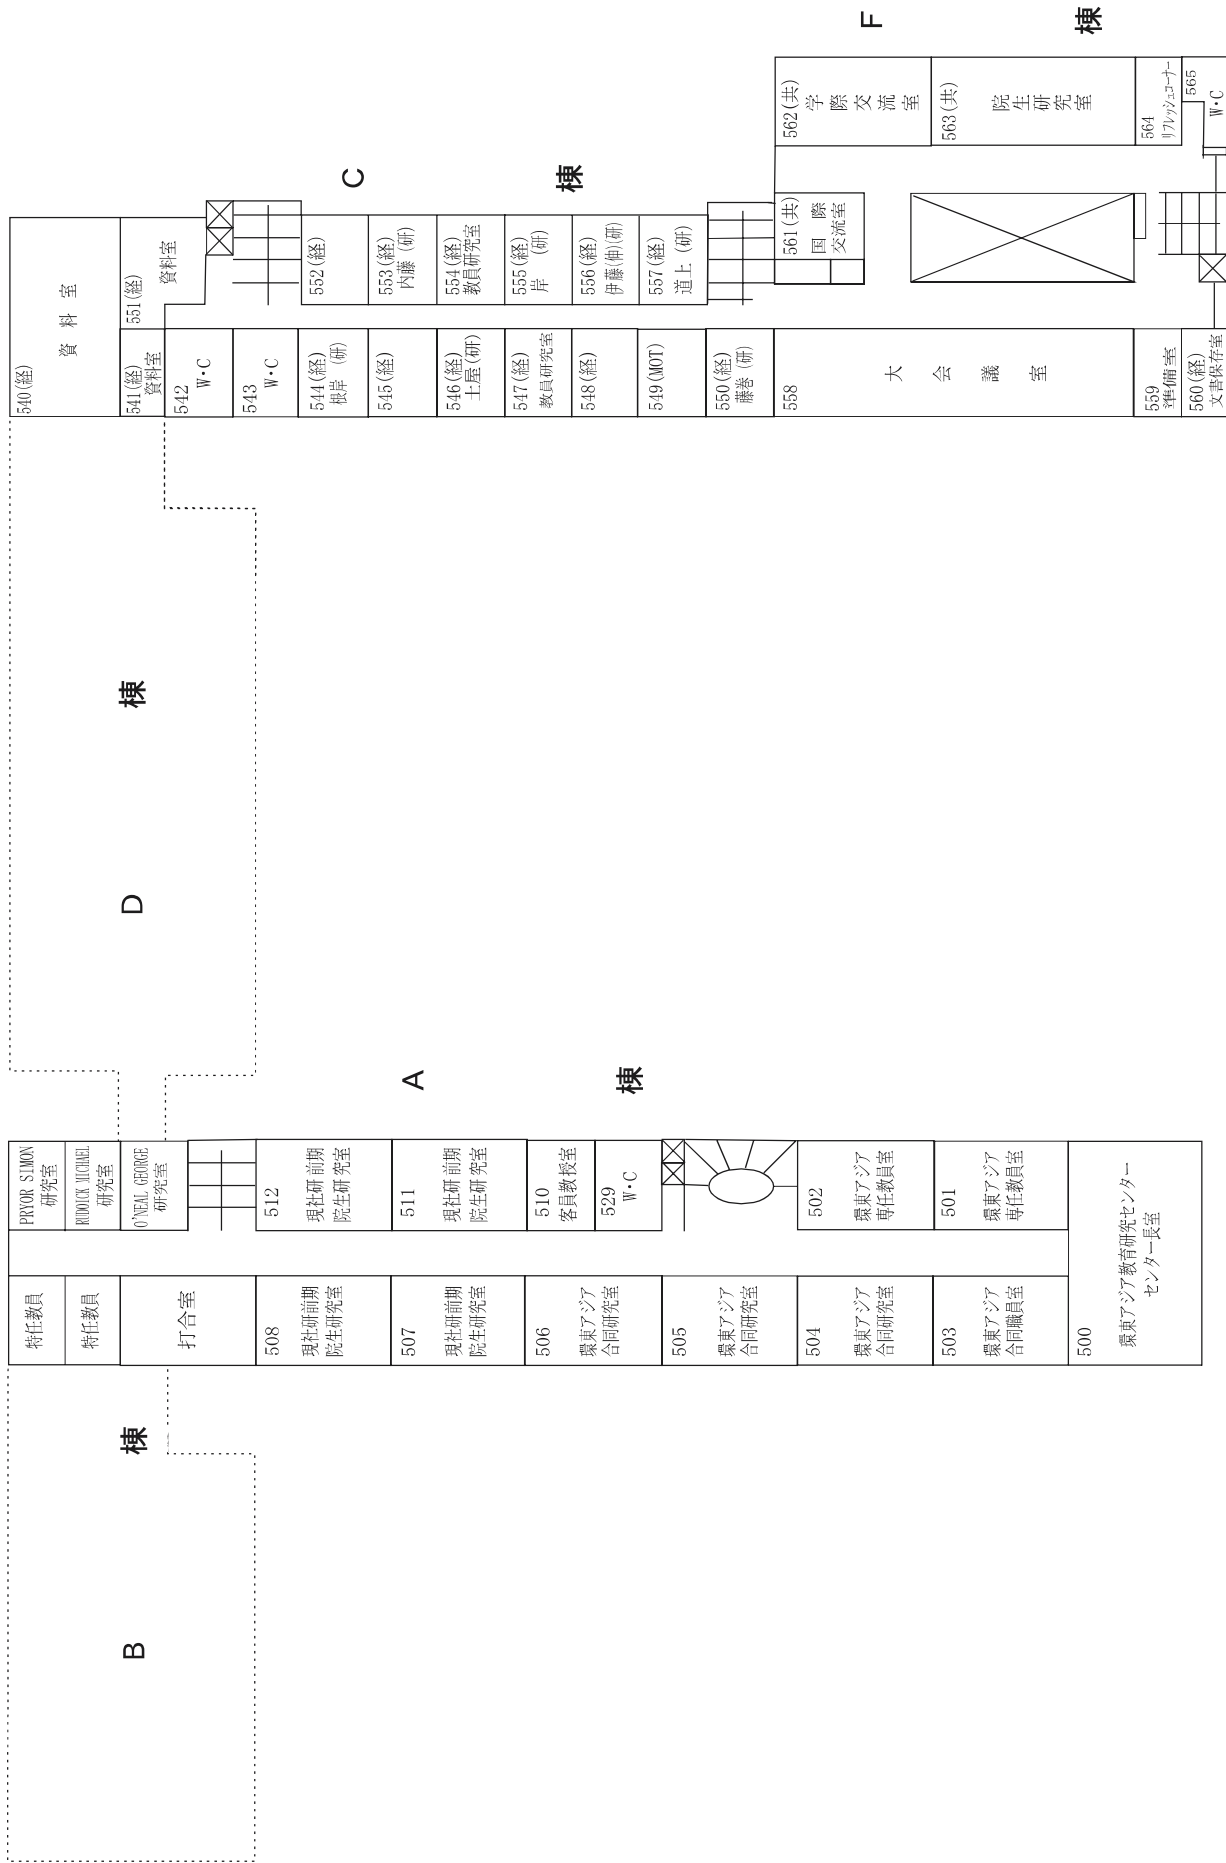 F
棟
562(共)
学際交流室
563(共)
院生研究室
564
リフレッシュコーナー
565
W・C
C
棟
561(共)
国際
交流室
540(経)
資料室
551(経)
資料室
552(経)
553(経)
内藤(研)
554(経)
教員研究室
555(経)
岸(研)
556(経)
伊藤(伸)(研)
557(経)
道上(研)
541(経)
資料室
542
W・C
543
W・C
544(経)
根岸(研)
545(経)
546(経)
土屋(研)
547(経)
教員研究室
548(経)
549(MOT)
550(経)
藤巻(研)
558
大会議室
559
準備室
560(経)
文書保存室
D
棟
A
棟
PRYOR SIMON
研究室
RUDDICK MICHAEL
研究室
O'NEAL GEORGE
研究室
512
現社研前期
院生研究室
511
現社研前期
院生研究室
510
客員教授室
529
W・C
502
環東アジア
専任教員室
501
環東アジア
専任教員室
特任教員
特任教員
打合室
508
現社研前期
院生研究室
507
現社研前期
院生研究室
506
環東アジア
合同研究室
505
環東アジア
合同研究室
504
環東アジア
合同研究室
503
環東アジア
合同職員室
500
環東アジア教育研究センター
センター長室
B
棟